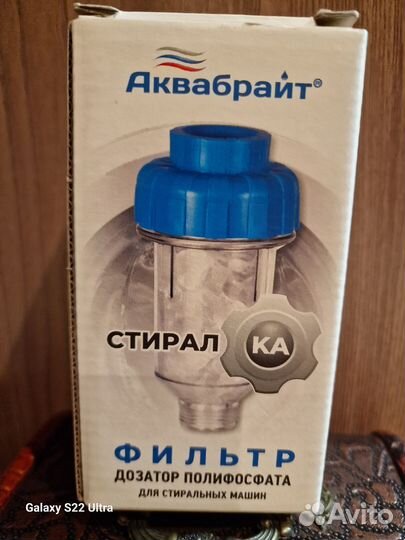 Аквабрайт®
СТИРАЛ КА
ФИЛЬТР
ДОЗАТОР ПОЛИФОСФАТА
ДЛЯ СТИРАЛЬНЫХ МАШИН
Galaxy S22 Ultra
Avito